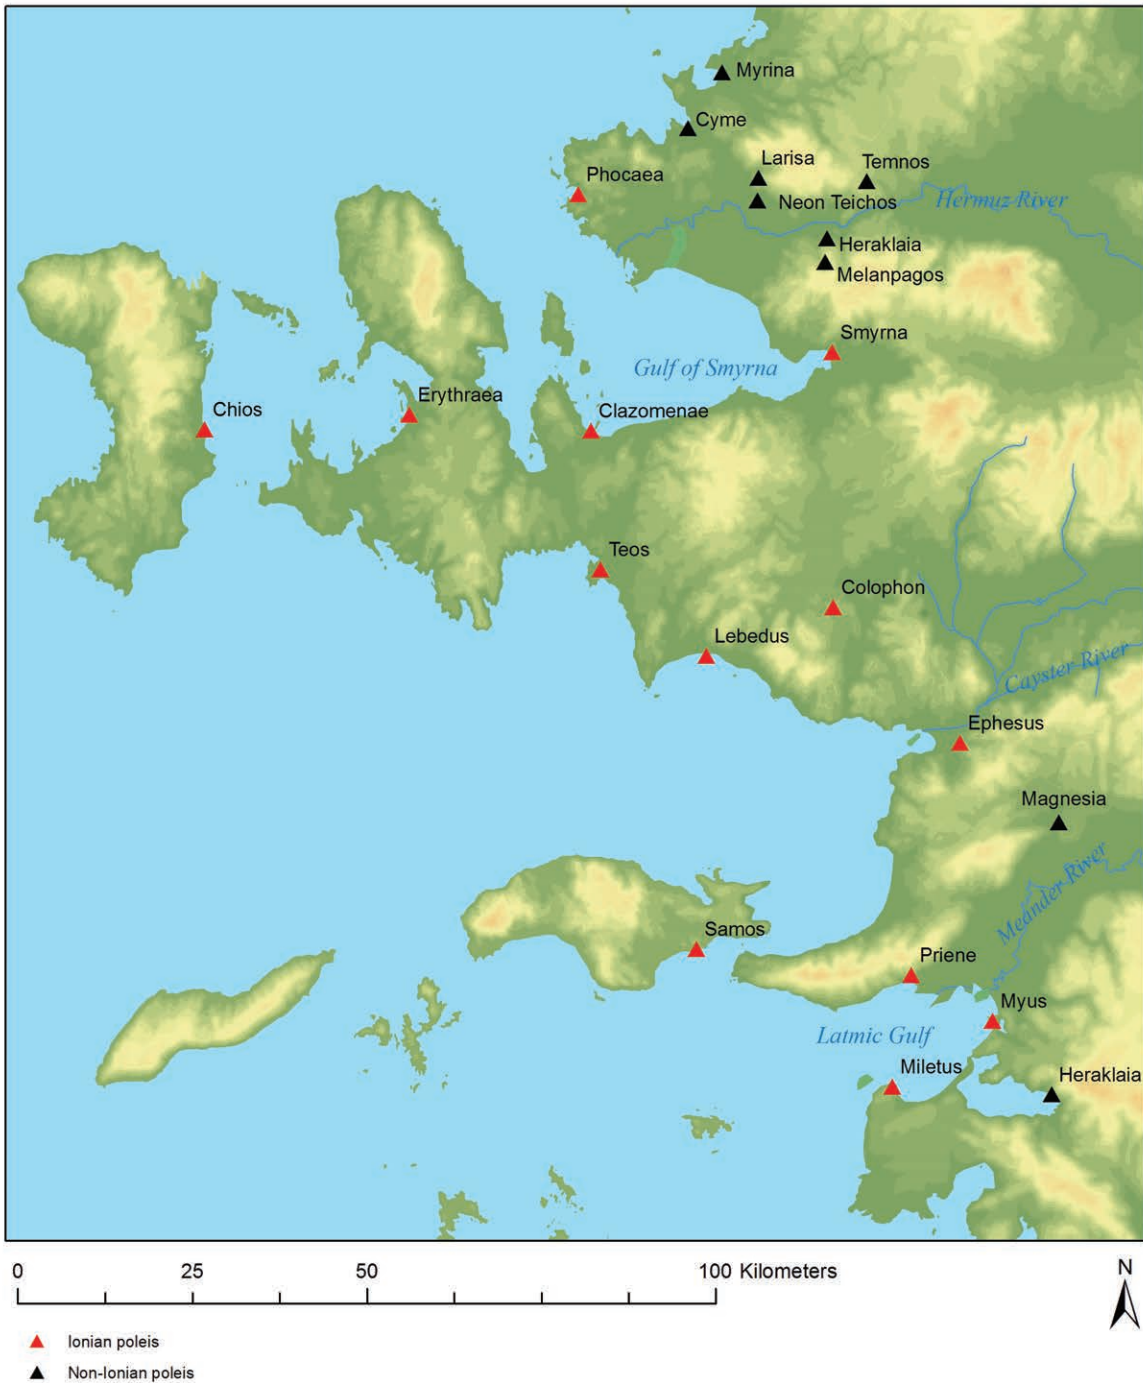 Myrina
Cyme
Larisa
Temnos
Phocaea
Neon Teichos
Hermuz River
Heraklaia
Melanpagos
Smyrna
Gulf of Smyrna
Erythraea
Chios
Clazomenae
Teos
Colophon
Lebedus
Cayster River
Ephesus
Magnesia
Meander River
Samos
Priene
Myus
Latmic Gulf
Miletus
Heraklaia
0 25 50 100 Kilometers
N
Ionian poleis
Non-Ionian poleis